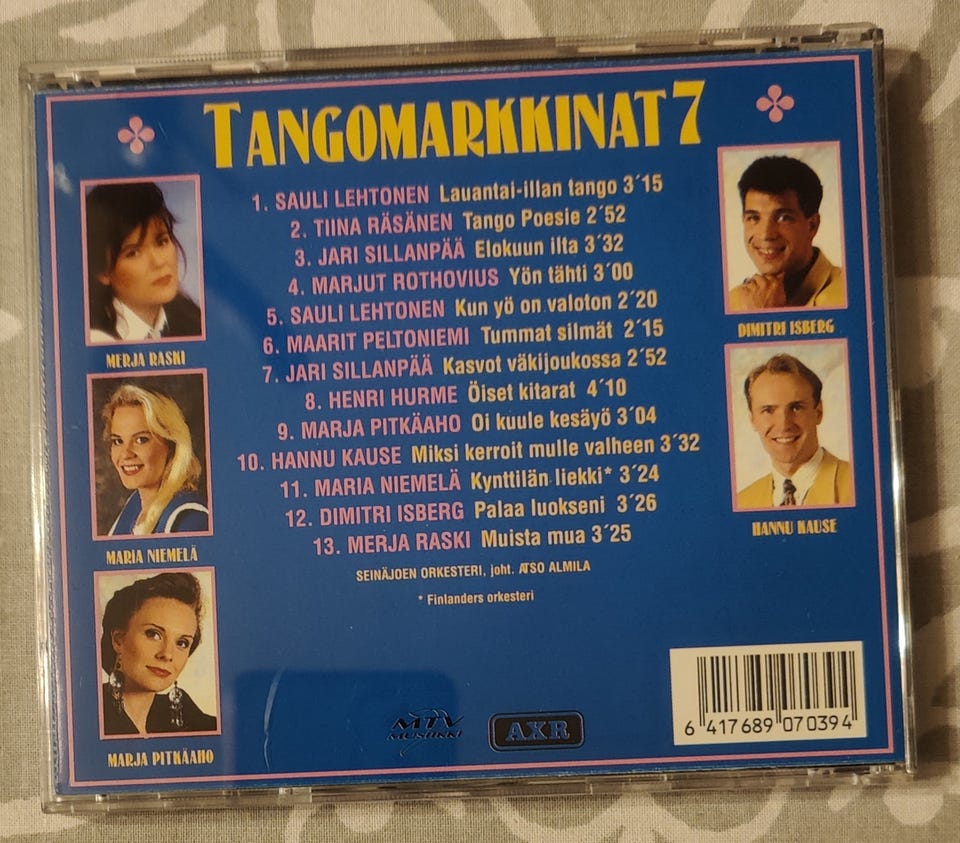 TANGOMARKKINAT 7
1. SAULI LEHTONEN Lauantai-illan tango 3´15
2. TIINA RÄSÄNEN Tango Poesie 2´52
3. JARI SILLANPÄÄ Elokuun ilta 3´32
4. MARJUT ROTHOVIUS Yön tähti 3´00
5. SAULI LEHTONEN Kun yö on valoton 2´20
6. MAARIT PELTONIEMI Tummat silmät 2´15
7. JARI SILLANPÄÄ Kasvot väkijoukossa 2´52
8. HENRI HURME Öiset kitarat 4´10
9. MARJA PITKÄAHO Oi kuule kesäyö 3´04
10. HANNU KAUSE Miksi kerroit mulle valheen 3´32
11. MARIA NIEMELÄ Kynttilän liekki* 3´24
12. DIMITRI ISBERG Palaa luokseni 3´26
13. MERJA RASKI Muista mua 3´25
SEINÄJOEN ORKESTERI, joht. ATSO ALMILA
* Finlanders orkesteri
MERJA RASKI
MARIA NIEMELÄ
MARJA PITKÄAHO
DIMITRI ISBERG
HANNU KAUSE
MTV
MUSIIKKI
AXR
6 417689 070394